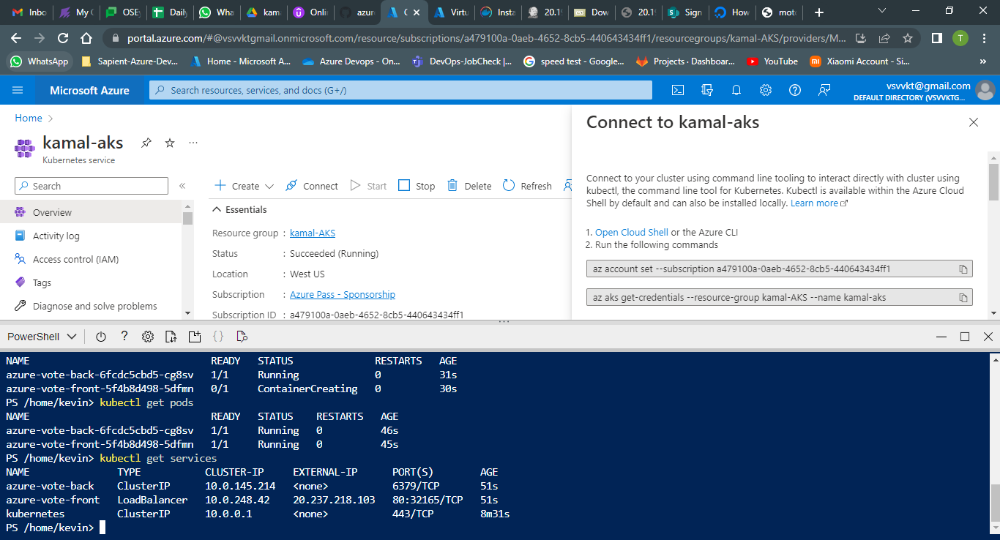 Inbo
My C
OSE
Daily
Wha
kam
Onli
azur
C
Virtu
Insta
20.19
Dow
20.19
Sign
How
mot
portal.azure.com/#@vsvvktgmail.onmicrosoft.com/resource/subscriptions/a479100a-0aeb-4652-8cb5-440643434ff1/resourcegroups/kamal-AKS/providers/M...
T
WhatsApp
Sapient-Azure-Dev...
Home - Microsoft A...
Azure Devops - On...
DevOps-JobCheck |...
speed test - Google...
Projects · Dashboar...
YouTube
Xiaomi Account - Si...
»
Microsoft Azure
Search resources, services, and docs (G+/)
vsvvkt@gmail.com
DEFAULT DIRECTORY (VSVVKTG...
Home >
kamal-aks
...
Kubernetes service
Search
«
Overview
Activity log
Access control (IAM)
Tags
Diagnose and solve problems
Create
Connect
Start
Stop
Delete
Refresh
Essentials
Resource group : kamal-AKS
Status : Succeeded (Running)
Location : West US
Subscription : Azure Pass - Sponsorship
Subscription ID : a479100a-0aeb-4652-8cb5-440643434ff1
Connect to kamal-aks
Connect to your cluster using command line tooling to interact directly with cluster using
kubectl, the command line tool for Kubernetes. Kubectl is available within the Azure Cloud
Shell by default and can also be installed locally. Learn more
1. Open Cloud Shell or the Azure CLI
2. Run the following commands
az account set --subscription a479100a-0aeb-4652-8cb5-440643434ff1
az aks get-credentials --resource-group kamal-AKS --name kamal-aks
PowerShell
NAME READY STATUS RESTARTS AGE
azure-vote-back-6fcdc5cbd5-cg8sv 1/1 Running 0 31s
azure-vote-front-5f4b8d498-5dfmn 0/1 ContainerCreating 0 30s
PS /home/kevin> kubectl get pods
NAME READY STATUS RESTARTS AGE
azure-vote-back-6fcdc5cbd5-cg8sv 1/1 Running 0 46s
azure-vote-front-5f4b8d498-5dfmn 1/1 Running 0 45s
PS /home/kevin> kubectl get services
NAME TYPE CLUSTER-IP EXTERNAL-IP PORT(S) AGE
azure-vote-back ClusterIP 10.0.145.214 <none> 6379/TCP 51s
azure-vote-front LoadBalancer 10.0.248.42 20.237.218.103 80:32165/TCP 51s
kubernetes ClusterIP 10.0.0.1 <none> 443/TCP 8m31s
PS /home/kevin>